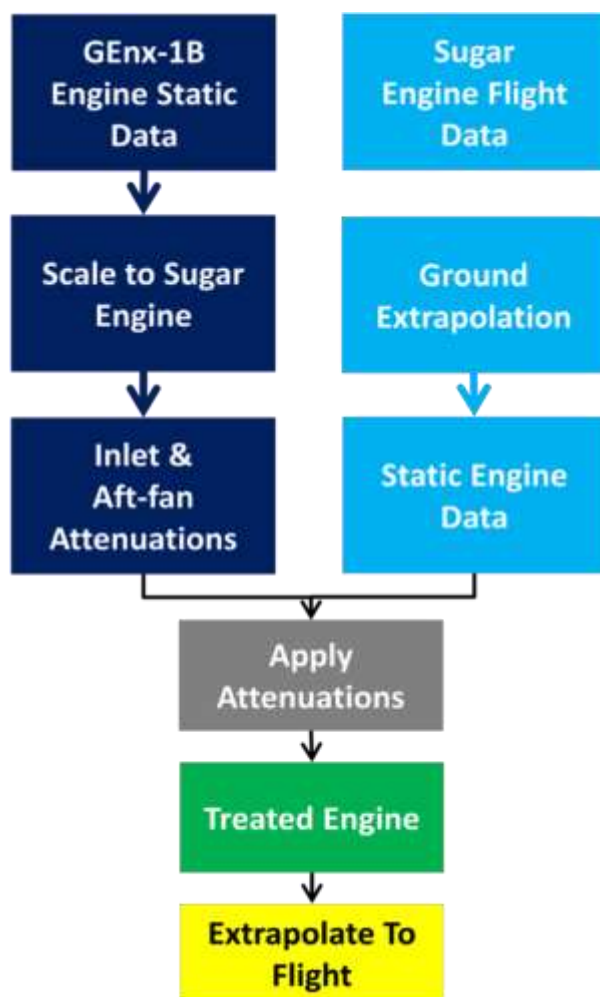 GEnx-1B
Engine Static
Data
Sugar
Engine Flight
Data
Scale to Sugar
Engine
Ground
Extrapolation
Inlet &
Aft-fan
Attenuations
Static Engine
Data
Apply
Attenuations
Treated Engine
Extrapolate To
Flight